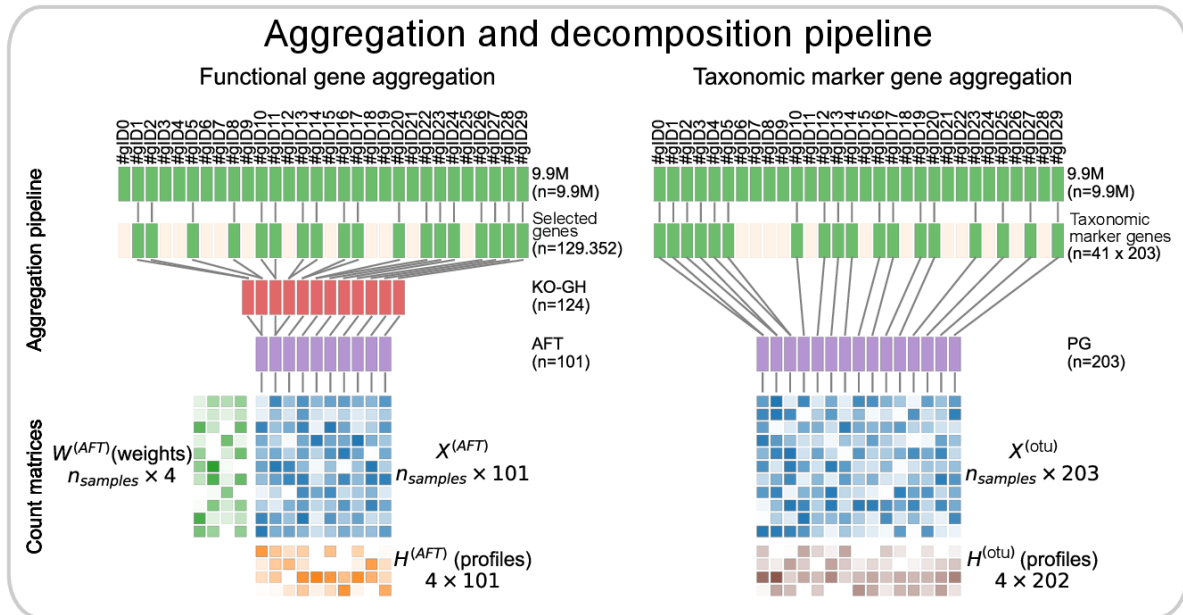 Aggregation and decomposition pipeline
Functional gene aggregation
Taxonomic marker gene aggregation
#gID0
#gID1
#gID2
#gID3
#gID4
#gID5
#gID6
#gID7
#gID8
#gID9
#gID10
#gID11
#gID12
#gID13
#gID14
#gID15
#gID16
#gID17
#gID18
#gID19
#gID20
#gID21
#gID22
#gID23
#gID24
#gID25
#gID26
#gID27
#gID28
#gID29
#gID0
#gID1
#gID2
#gID3
#gID4
#gID5
#gID6
#gID7
#gID8
#gID9
#gID10
#gID11
#gID12
#gID13
#gID14
#gID15
#gID16
#gID17
#gID18
#gID19
#gID20
#gID21
#gID22
#gID23
#gID24
#gID25
#gID26
#gID27
#gID28
#gID29
Aggregation pipeline
9.9M
(n=9.9M)
Selected
genes
(n=129.352)
KO-GH
(n=124)
AFT
(n=101)
9.9M
(n=9.9M)
Taxonomic
marker genes
(n=41 x 203)
PG
(n=203)
Count matrices
W^(AFT) (weights)
n_samples × 4
X^(AFT)
n_samples × 101
H^(AFT) (profiles)
4 × 101
X^(otu)
n_samples × 203
H^(otu) (profiles)
4 × 202